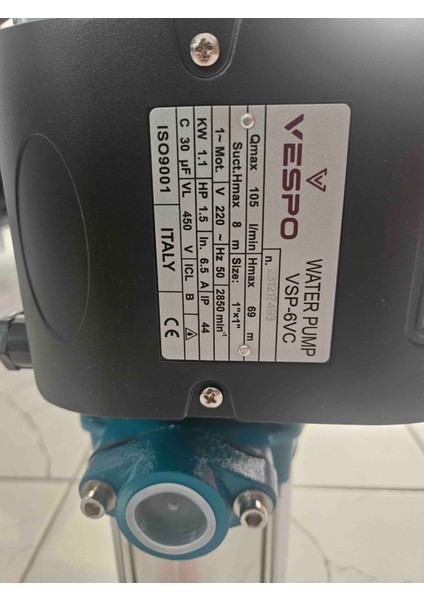 VESPO
WATER PUMP
VSP-6VC
Qmax 105 l/min Hmax 69 m
Suct.Hmax 8 m Size: 1"x1"
1~ Mot. V 220 ~ Hz 50 2850 min⁻¹
KW 1.1 HP 1.5 In. 6.5 A IP 44
C 30 µF VL 450 V ICL B
ISO9001 ITALY CE
n.